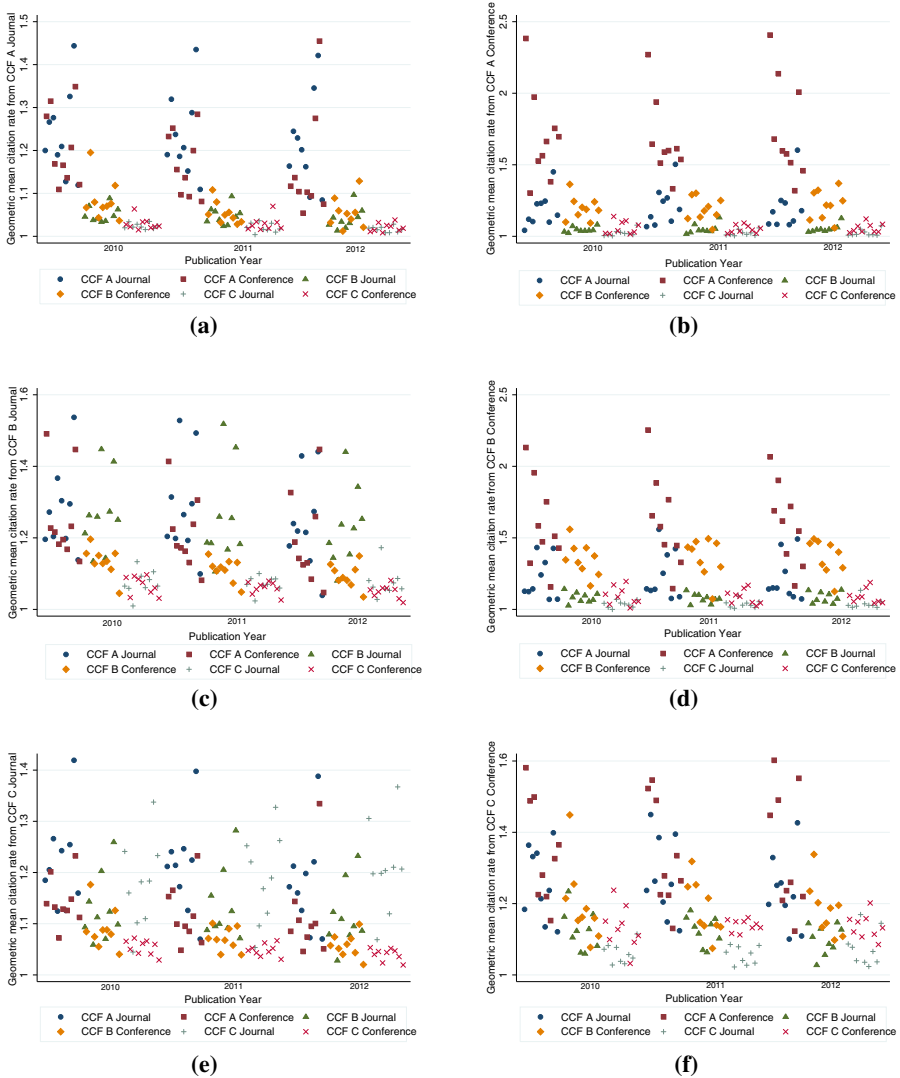 Geometric mean citation rate from CCF A Journal
1 1.1 1.2 1.3 1.4 1.5
2010 2011 2012
Publication Year
CCF A Journal CCF A Conference CCF B Journal
CCF B Conference CCF C Journal CCF C Conference
(a)
Geometric mean citation rate from CCF A Conference
1 1.5 2 2.5
2010 2011 2012
Publication Year
CCF A Journal CCF A Conference CCF B Journal
CCF B Conference CCF C Journal CCF C Conference
(b)
Geometric mean citation rate from CCF B Journal
1 1.2 1.4 1.6
2010 2011 2012
Publication Year
CCF A Journal CCF A Conference CCF B Journal
CCF B Conference CCF C Journal CCF C Conference
(c)
Geometric mean citaiton rate from CCF B Conference
1 1.5 2 2.5
2010 2011 2012
Publication Year
CCF A Journal CCF A Conference CCF B Journal
CCF B Conference CCF C Journal CCF C Conference
(d)
Geometric mean citation rate from CCF C Journal
1 1.1 1.2 1.3 1.4
2010 2011 2012
Publication Year
CCF A Journal CCF A Conference CCF B Journal
CCF B Conference CCF C Journal CCF C Conference
(e)
Geometric mean citation rate from CCF C Conference
1 1.2 1.4 1.6
2010 2011 2012
Publication Year
CCF A Journal CCF A Conference CCF B Journal
CCF B Conference CCF C Journal CCF C Conference
(f)